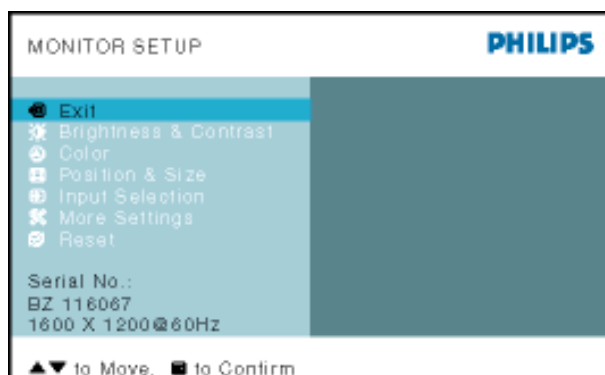 MONITOR SETUP PHILIPS
Exit
Brightness & Contrast
Color
Position & Size
Input Selection
More Settings
Reset
Serial No.:
BZ 116067
1600 X 1200@60Hz
▲▼ to Move, ■ to Confirm